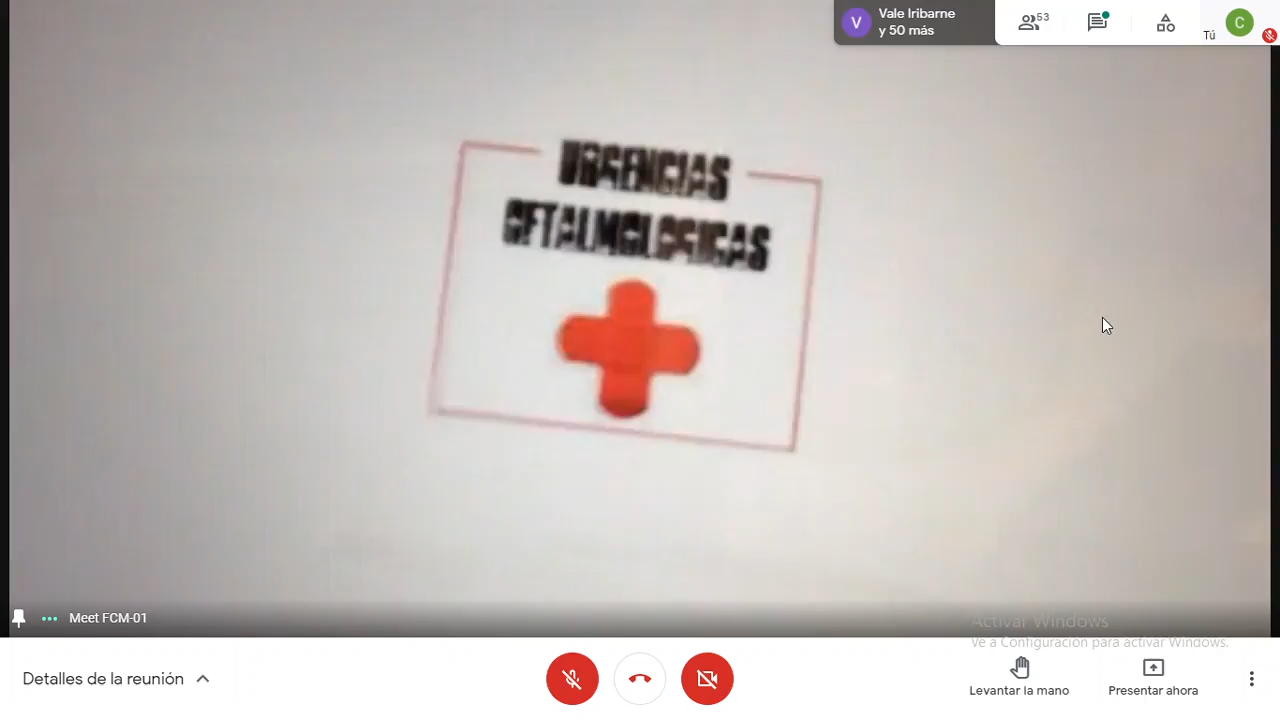 Vale Iribarne
y 50 más
53
Tú
C
V
URGENCIAS
OFTALMOLOGICAS
Meet FCM-01
Activar Windows
Ve a Configuración para activar Windows.
Detalles de la reunión
Levantar la mano
Presentar ahora